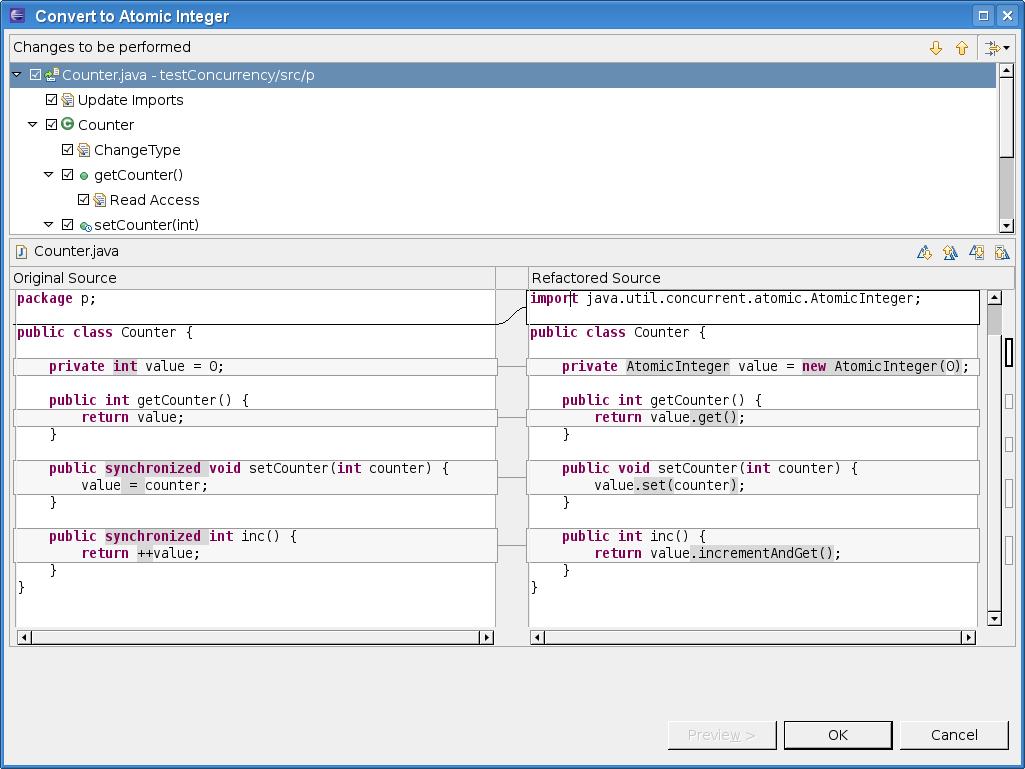 Convert to Atomic Integer
Changes to be performed
Counter.java - testConcurrency/src/p
Update Imports
Counter
ChangeType
getCounter()
Read Access
setCounter(int)
Counter.java
Original Source
package p;
public class Counter {
private int value = 0;
public int getCounter() {
return value;
}
public synchronized void setCounter(int counter) {
value = counter;
}
public synchronized int inc() {
return ++value;
}
}
Refactored Source
import java.util.concurrent.atomic.AtomicInteger;
public class Counter {
private AtomicInteger value = new AtomicInteger(0);
public int getCounter() {
return value.get();
}
public void setCounter(int counter) {
value.set(counter);
}
public int inc() {
return value.incrementAndGet();
}
}
Preview >
OK
Cancel